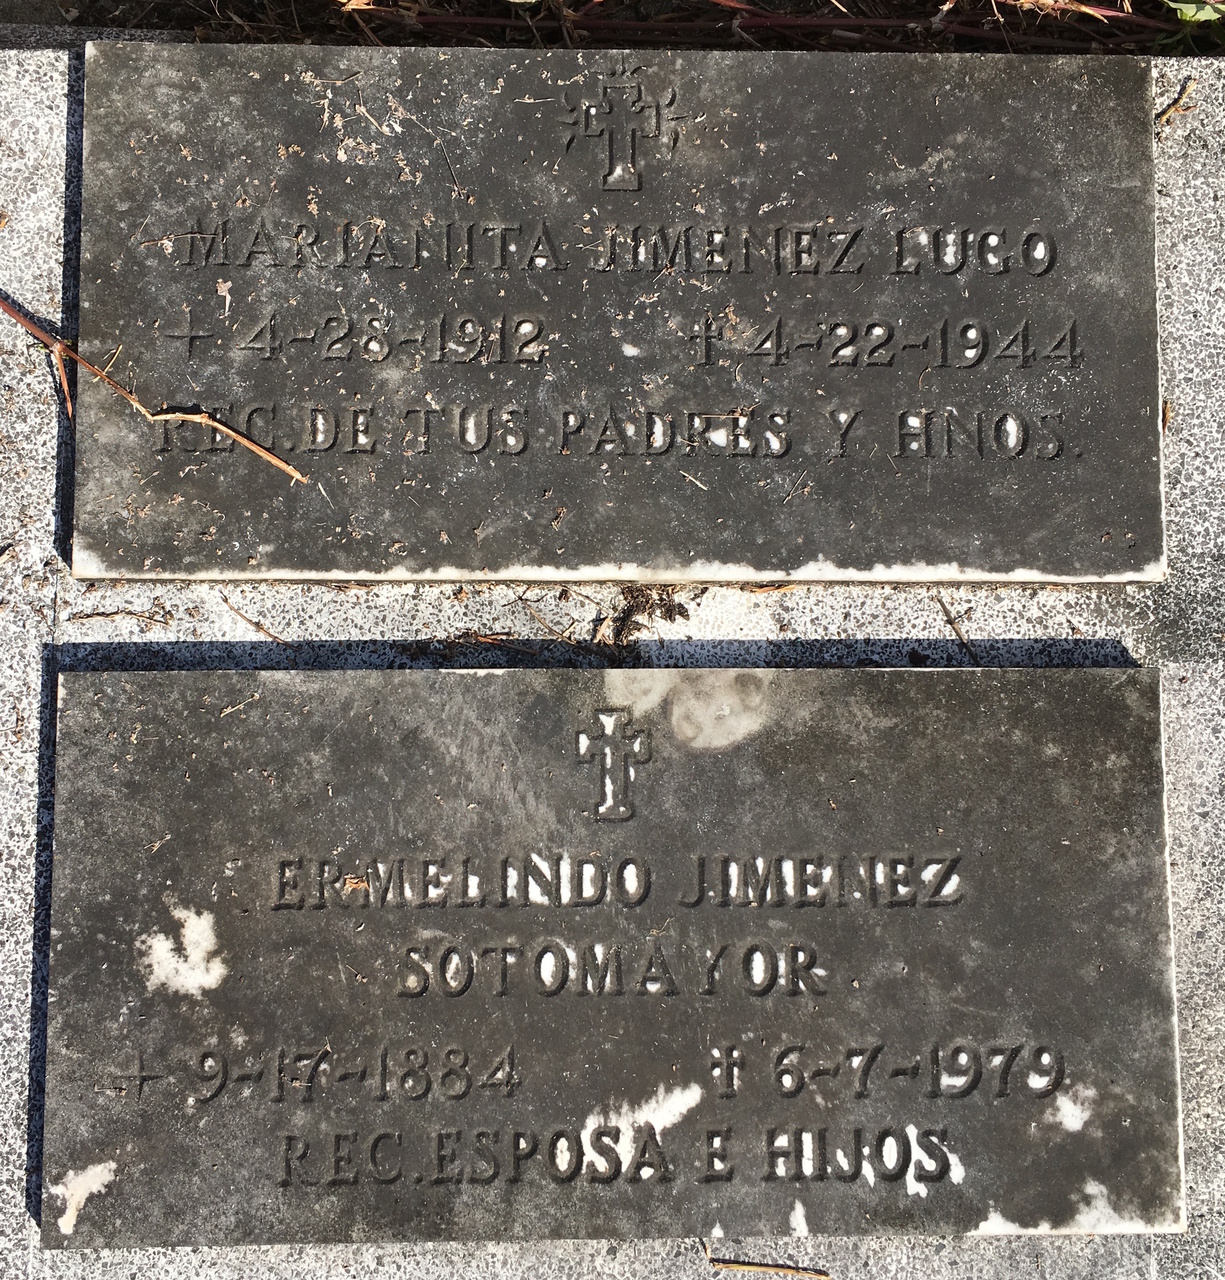 MARIANITA JIMENEZ LUGO
+ 4-28-1912 ✝ 4-22-1944
REC. DE TUS PADRES Y HNOS.
ERMELINDO JIMENEZ
SOTOMAYOR
+ 9-17-1884 ✝ 6-7-1979
REC. ESPOSA E HIJOS